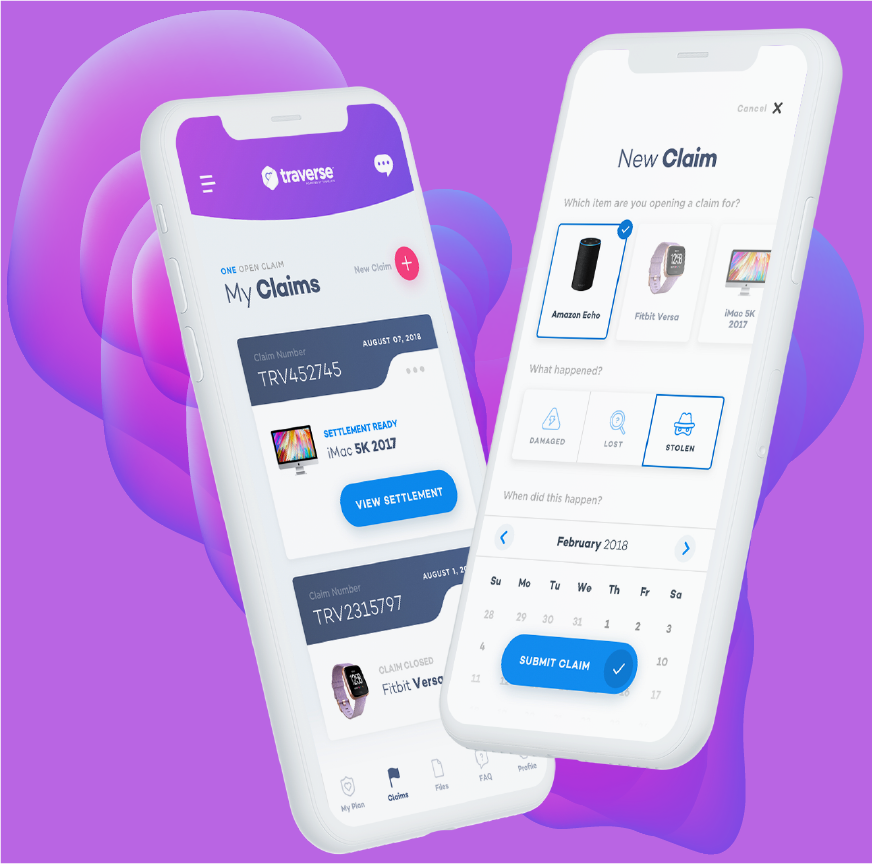 traverse
ONE OPEN CLAIM
My Claims
New Claim
Claim Number
AUGUST 07, 2018
TRV452745
SETTLEMENT READY
iMac 5K 2017
VIEW SETTLEMENT
Claim Number
AUGUST 1, 2
TRV2315797
CLAIM CLOSED
Fitbit Versa
My Plan
Claims
Files
FAQ
Profile
Cancel X
New Claim
Which item are you opening a claim for?
Amazon Echo
Fitbit Versa
iMac 5K
2017
What happened?
DAMAGED
LOST
STOLEN
When did this happen?
February 2018
Su Mo Tu We Th Fr Sa
28 29 30 31 1 2 3
4 10
11 16 17
SUBMIT CLAIM